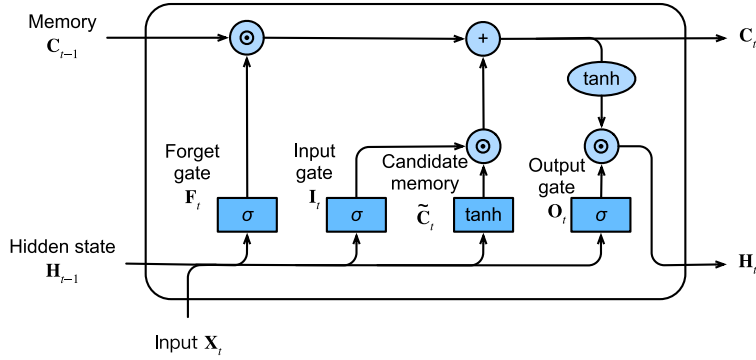 Memory
C_{t−1}
C_t
⊙
+
tanh
Forget
gate
F_t
Input
gate
I_t
Candidate
memory
C̃_t
⊙
Output
gate
O_t
⊙
σ
σ
tanh
σ
Hidden state
H_{t−1}
H_t
Input X_t